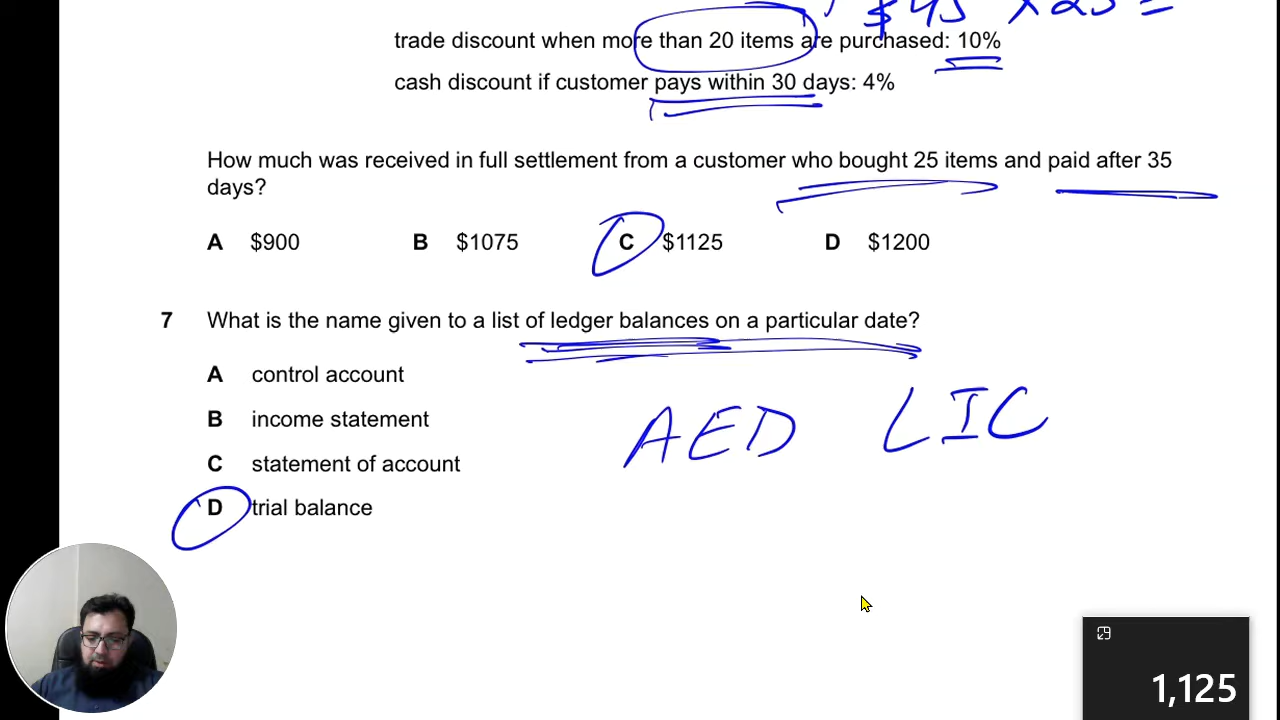 $45 × 25 =
trade discount when more than 20 items are purchased: 10%
cash discount if customer pays within 30 days: 4%
How much was received in full settlement from a customer who bought 25 items and paid after 35
days?
A $900 B $1075 C $1125 D $1200
7 What is the name given to a list of ledger balances on a particular date?
A control account
B income statement
AED LIC
C statement of account
D trial balance
1,125